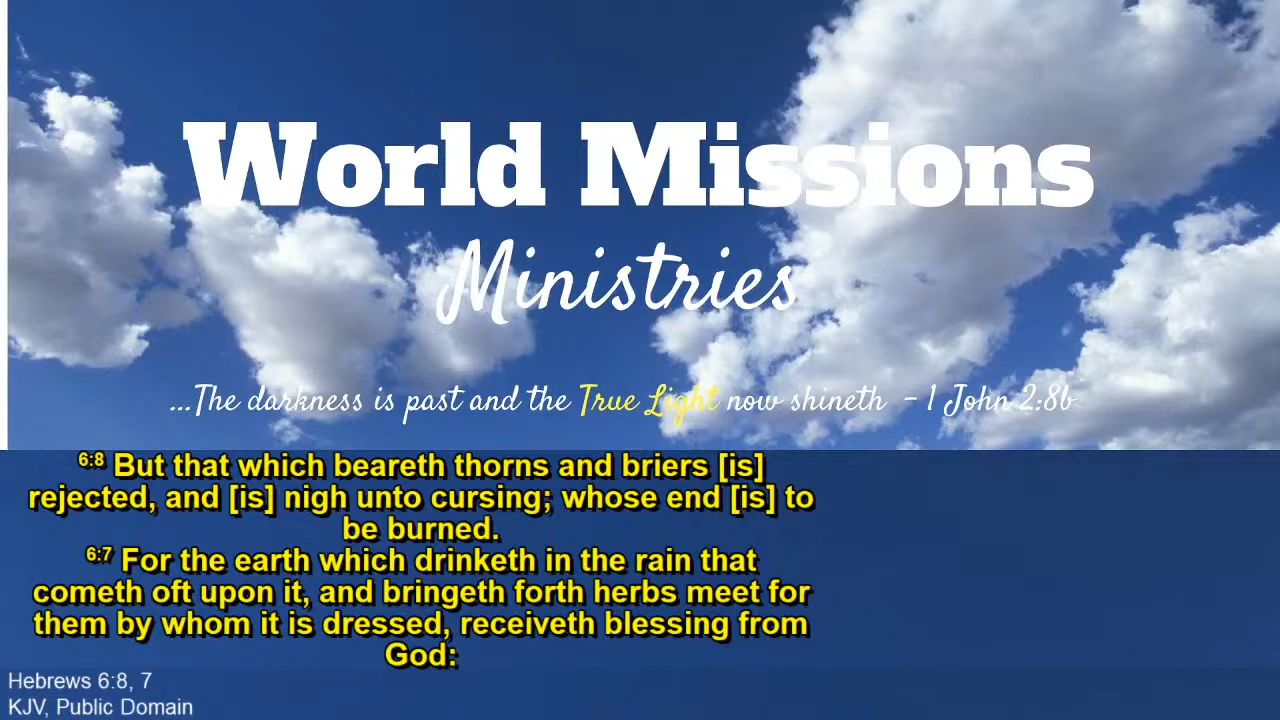 World Missions
Ministries
...The darkness is past and the True Light now shineth - 1 John 2:8b
6:8 But that which beareth thorns and briers [is]
rejected, and [is] nigh unto cursing; whose end [is] to
be burned.
6:7 For the earth which drinketh in the rain that
cometh oft upon it, and bringeth forth herbs meet for
them by whom it is dressed, receiveth blessing from
God:
Hebrews 6:8, 7
KJV, Public Domain